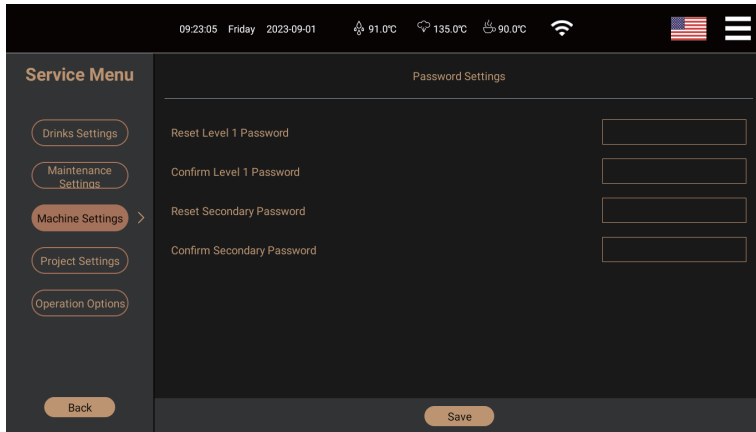 09:23:05 Friday 2023-09-01 91.0℃ 135.0℃ 90.0℃
Service Menu
Password Settings
Drinks Settings
Maintenance
Settings
Machine Settings
Project Settings
Operation Options
Back
Reset Level 1 Password
Confirm Level 1 Password
Reset Secondary Password
Confirm Secondary Password
Save